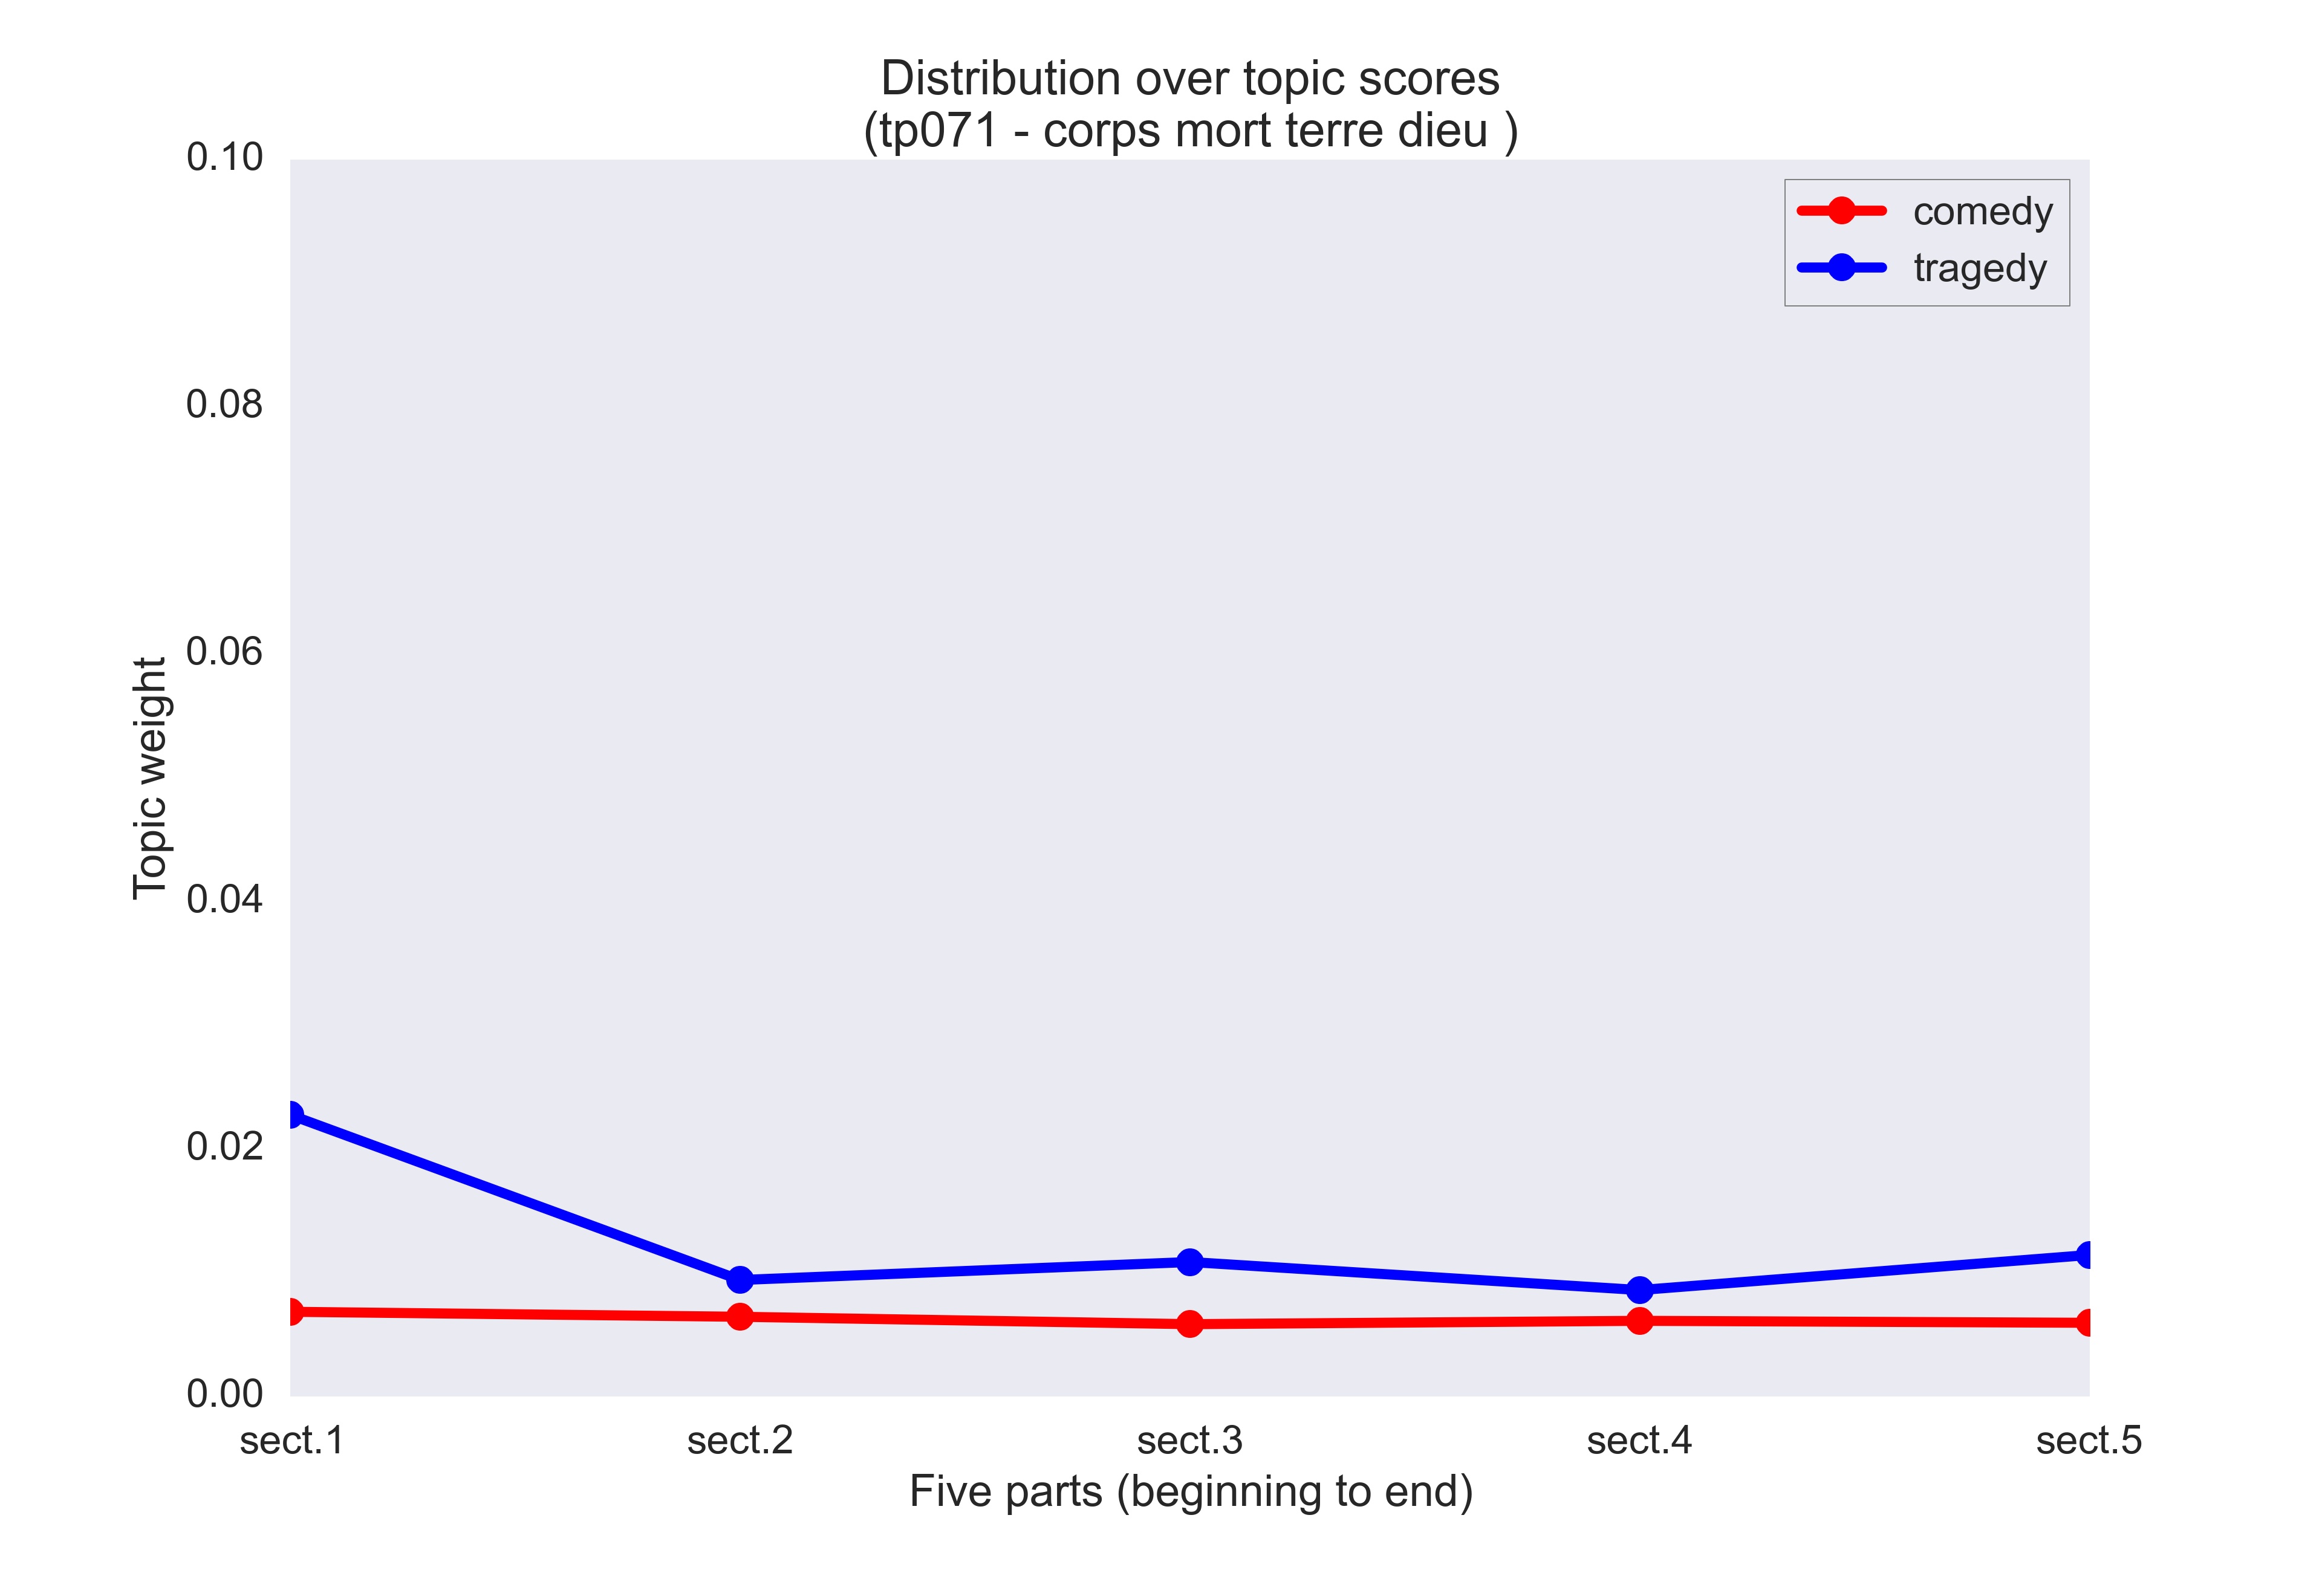 Distribution over topic scores
(tp071 - corps mort terre dieu )
comedy
tragedy
Topic weight
0.10
0.08
0.06
0.04
0.02
0.00
sect.1
sect.2
sect.3
sect.4
sect.5
Five parts (beginning to end)